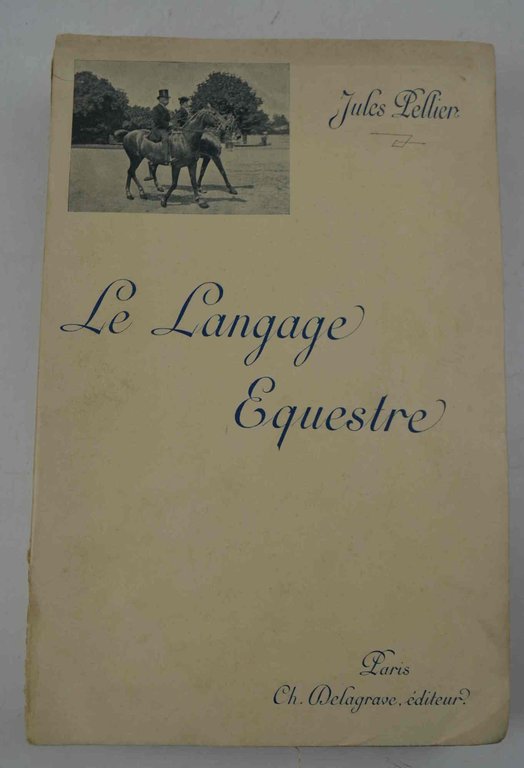 Jules Pellier
Le Langage
Equestre
Paris
Ch. Delagrave, éditeur.